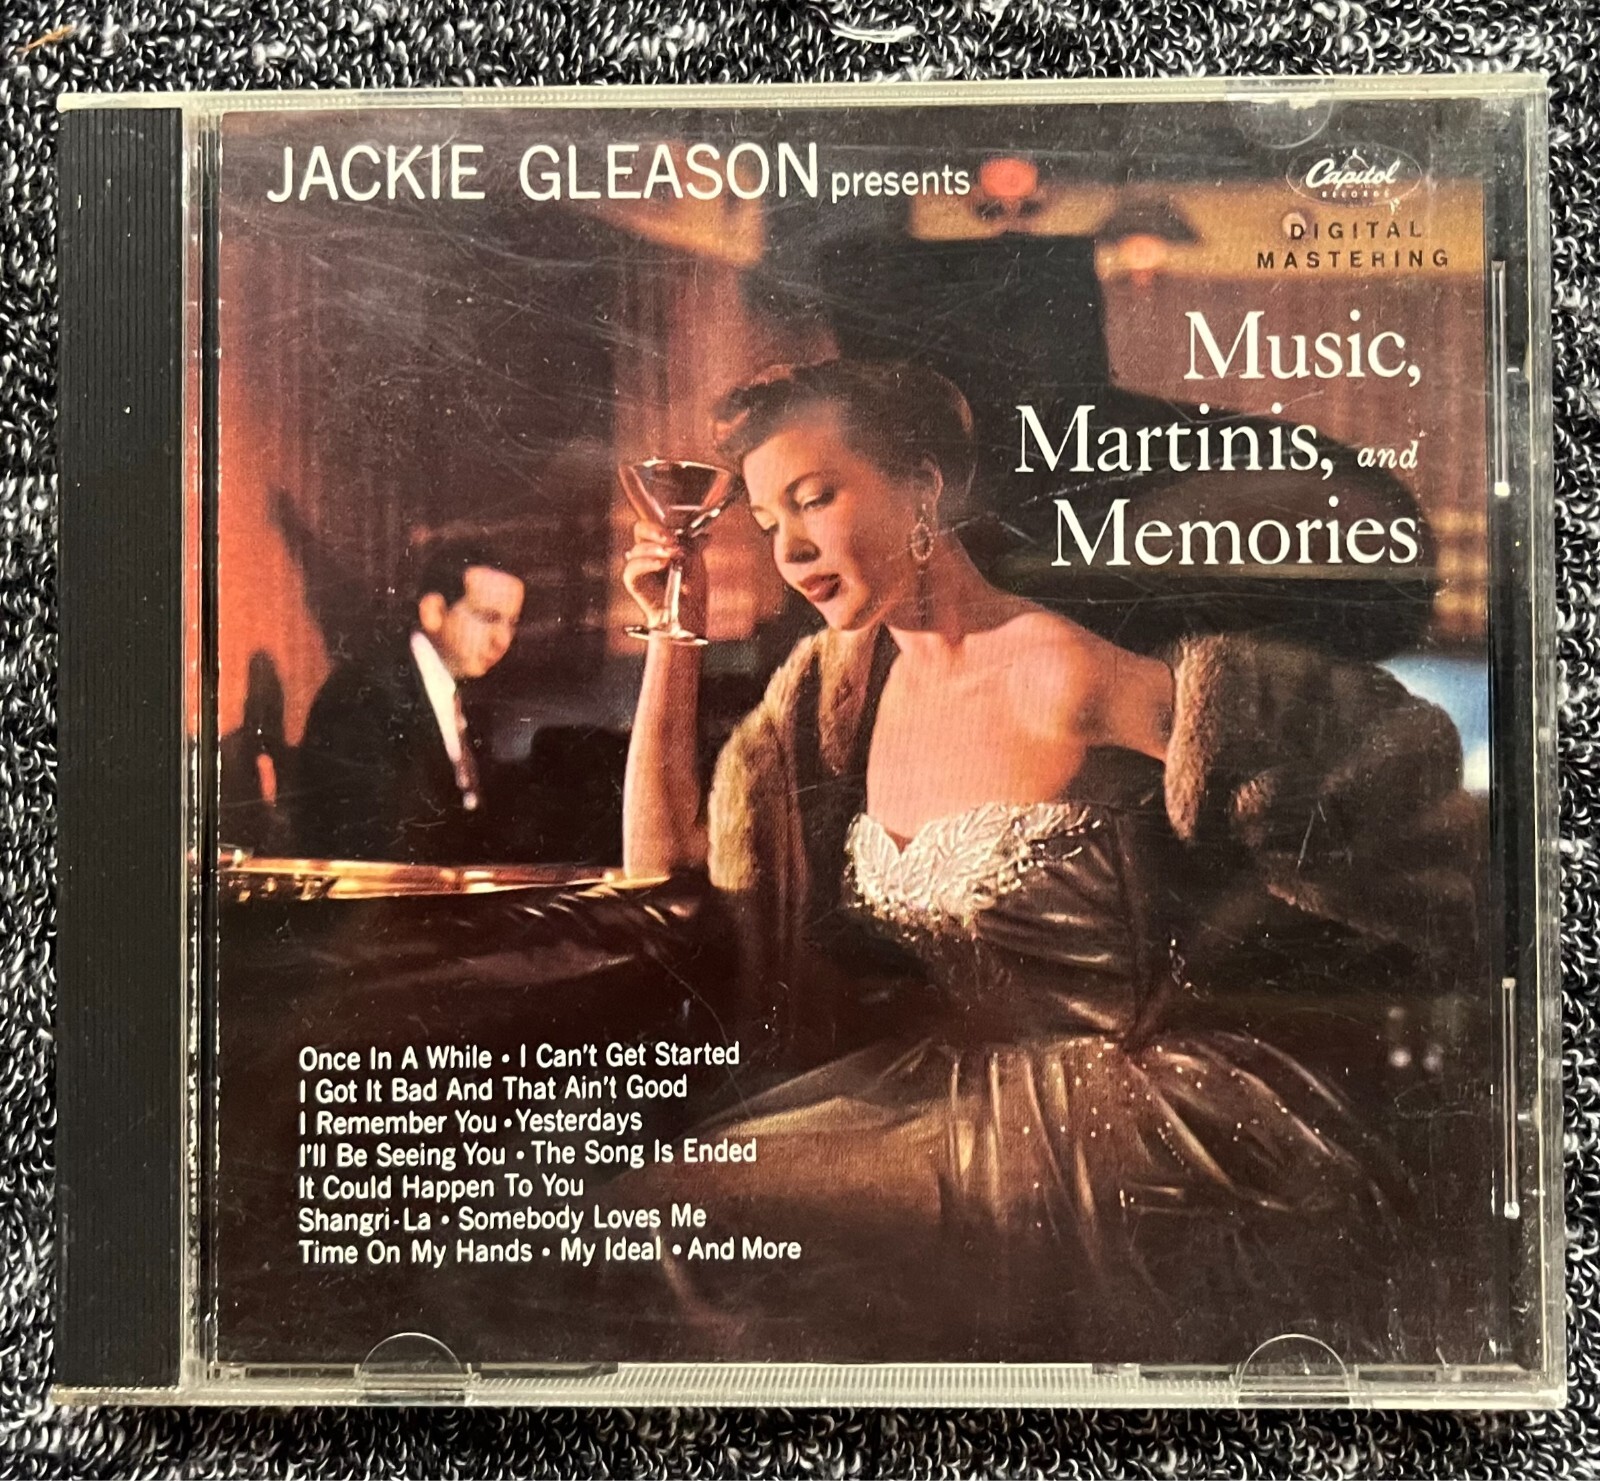 JACKIE GLEASON presents
Capitol
RECORDS
DIGITAL
MASTERING
Music,
Martinis, and
Memories
Once In A While • I Can't Get Started
I Got It Bad And That Ain't Good
I Remember You • Yesterdays
I'll Be Seeing You • The Song Is Ended
It Could Happen To You
Shangri-La • Somebody Loves Me
Time On My Hands • My Ideal • And More